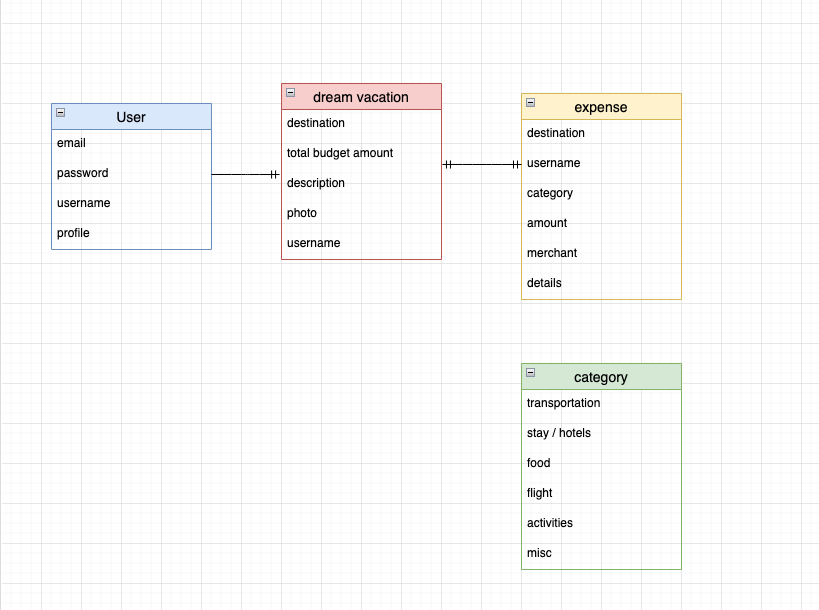 User
email
password
username
profile
dream vacation
destination
total budget amount
description
photo
username
expense
destination
username
category
amount
merchant
details
category
transportation
stay / hotels
food
flight
activities
misc